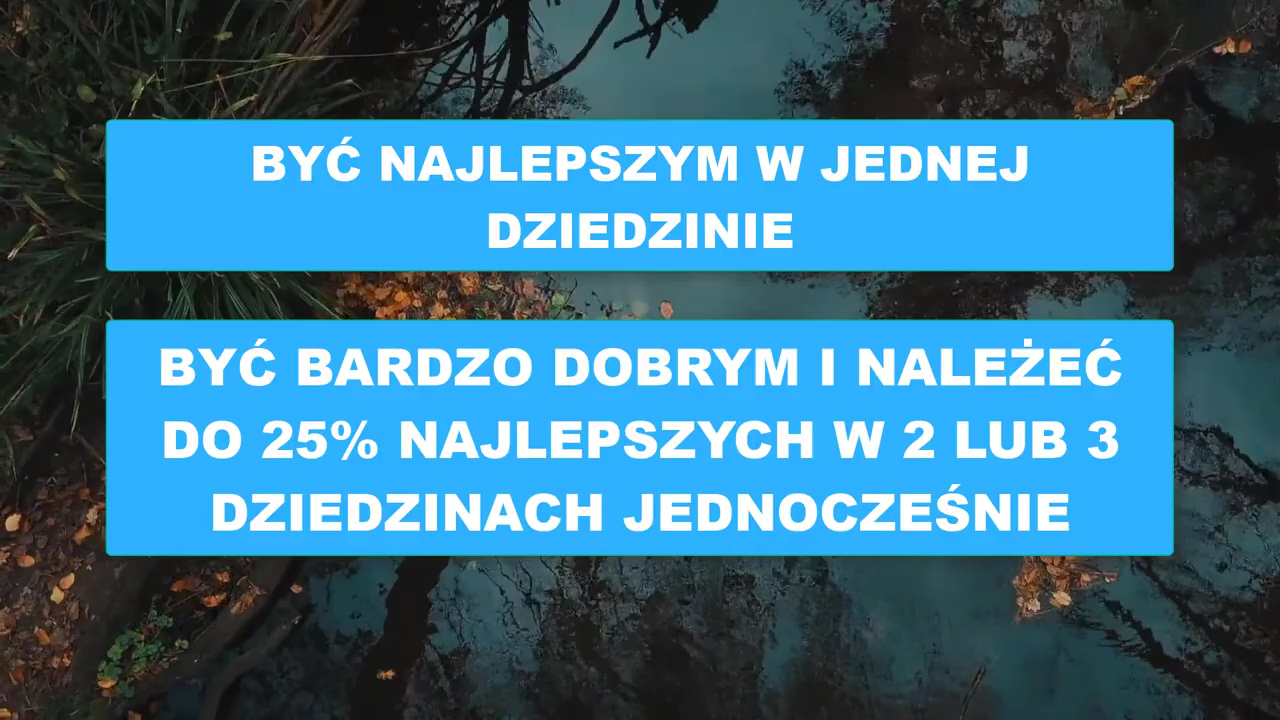 BYĆ NAJLEPSZYM W JEDNEJ
DZIEDZINIE
BYĆ BARDZO DOBRYM I NALEŻEĆ
DO 25% NAJLEPSZYCH W 2 LUB 3
DZIEDZINACH JEDNOCZEŚNIE